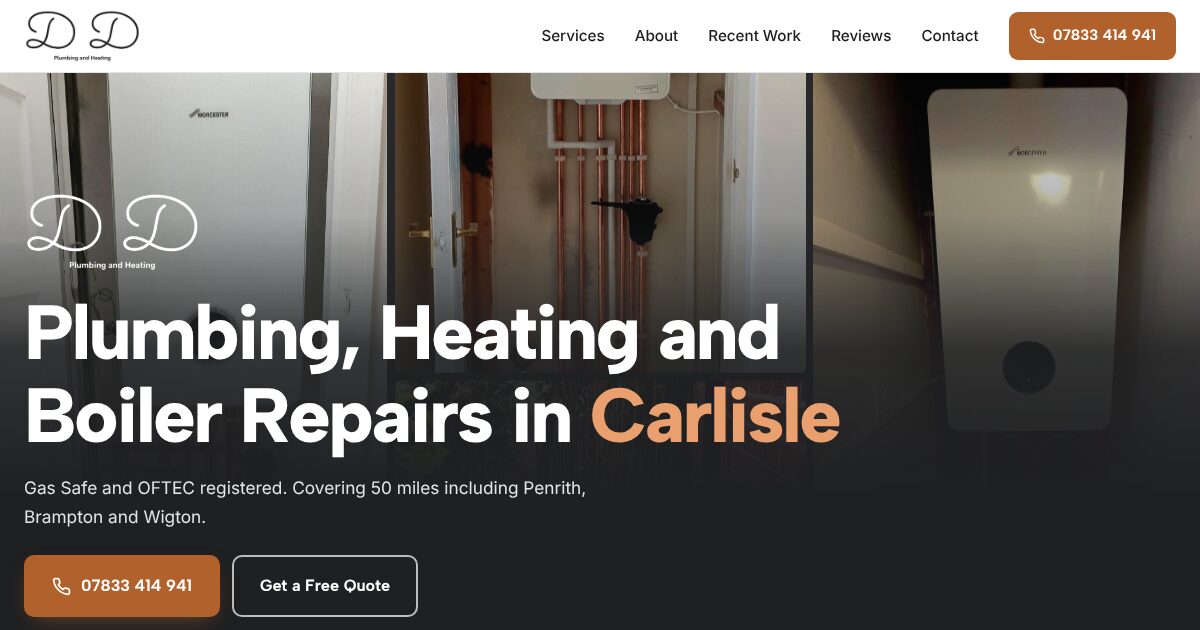 D D
Plumbing and Heating
Services
About
Recent Work
Reviews
Contact
07833 414 941
WORCESTER
WORCESTER
D D
Plumbing and Heating
Plumbing, Heating and
Boiler Repairs in Carlisle
Gas Safe and OFTEC registered. Covering 50 miles including Penrith,
Brampton and Wigton.
07833 414 941
Get a Free Quote